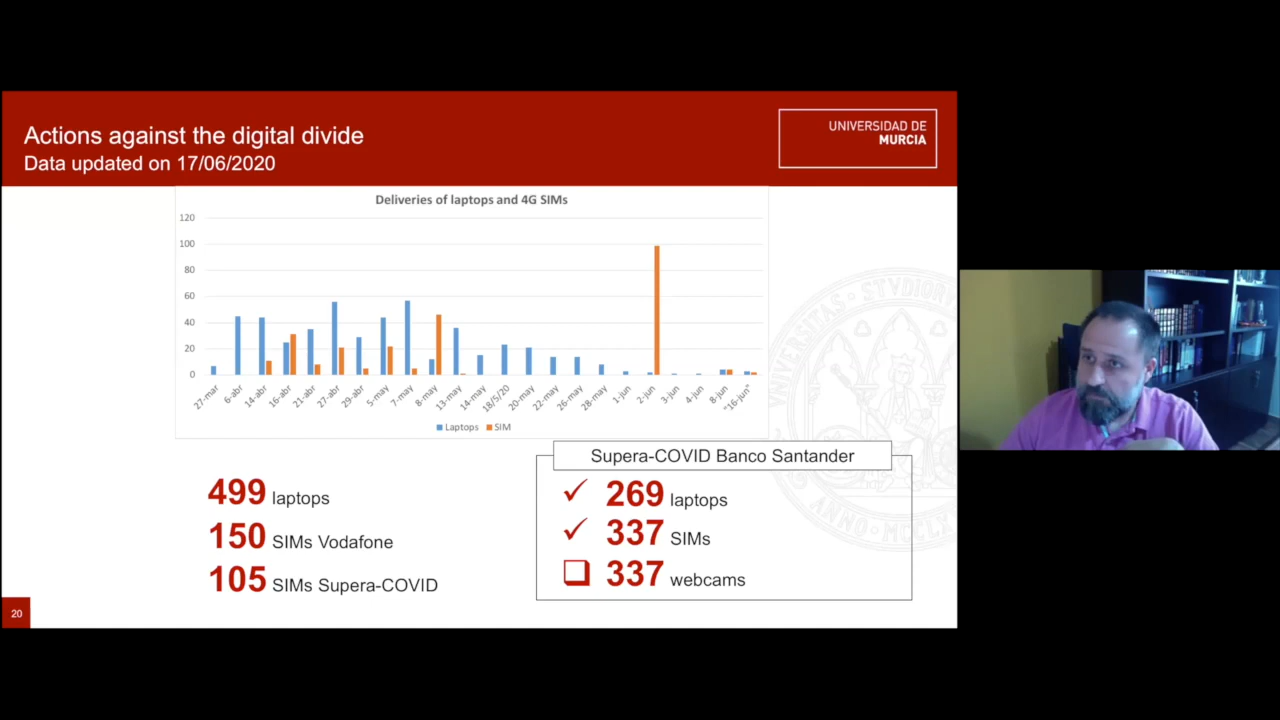 Actions against the digital divide
Data updated on 17/06/2020
UNIVERSIDAD DE
MURCIA
Deliveries of laptops and 4G SIMs
120
100
80
60
40
20
0
27-mar
6-abr
14-abr
16-abr
21-abr
27-abr
29-abr
5-may
7-may
8-may
13-may
14-may
18/5/20
20-may
22-may
26-may
28-may
1-jun
2-jun
3-jun
4-jun
8-jun
"16-jun"
Laptops SIM
499 laptops
150 SIMs Vodafone
105 SIMs Supera-COVID
Supera-COVID Banco Santander
269 laptops
337 SIMs
337 webcams
20